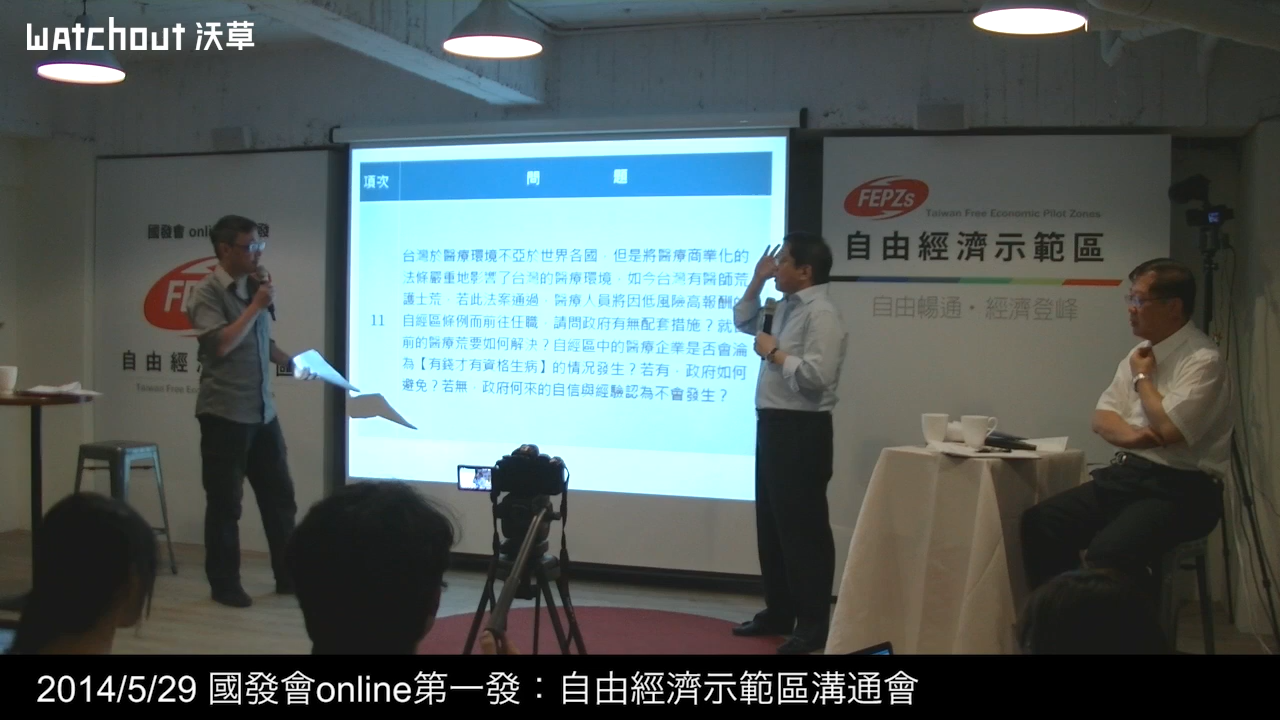 watchout 沃草
項次 問題
台灣於醫療環境不亞於世界各國，但是將醫療商業化的
法條嚴重地影響了台灣的醫療環境，如今台灣有醫師荒
護士荒，若此法案通過，醫療人員將因低風險高報酬的
11 自經區條例而前往任職，請問政府有無配套措施？就
前的醫療荒要如何解決？自經區中的醫療企業是否會淪
為【有錢才有資格生病】的情況發生？若有，政府如何
避免？若無，政府何來的自信與經驗認為不會發生？
國發會 onl
發
FE
自由經
區
Taiwan Free Ec
FEPZs
Taiwan Free Economic Pilot Zones
自由經濟示範區
自由暢通・經濟登峰
2014/5/29 國發會online第一發：自由經濟示範區溝通會